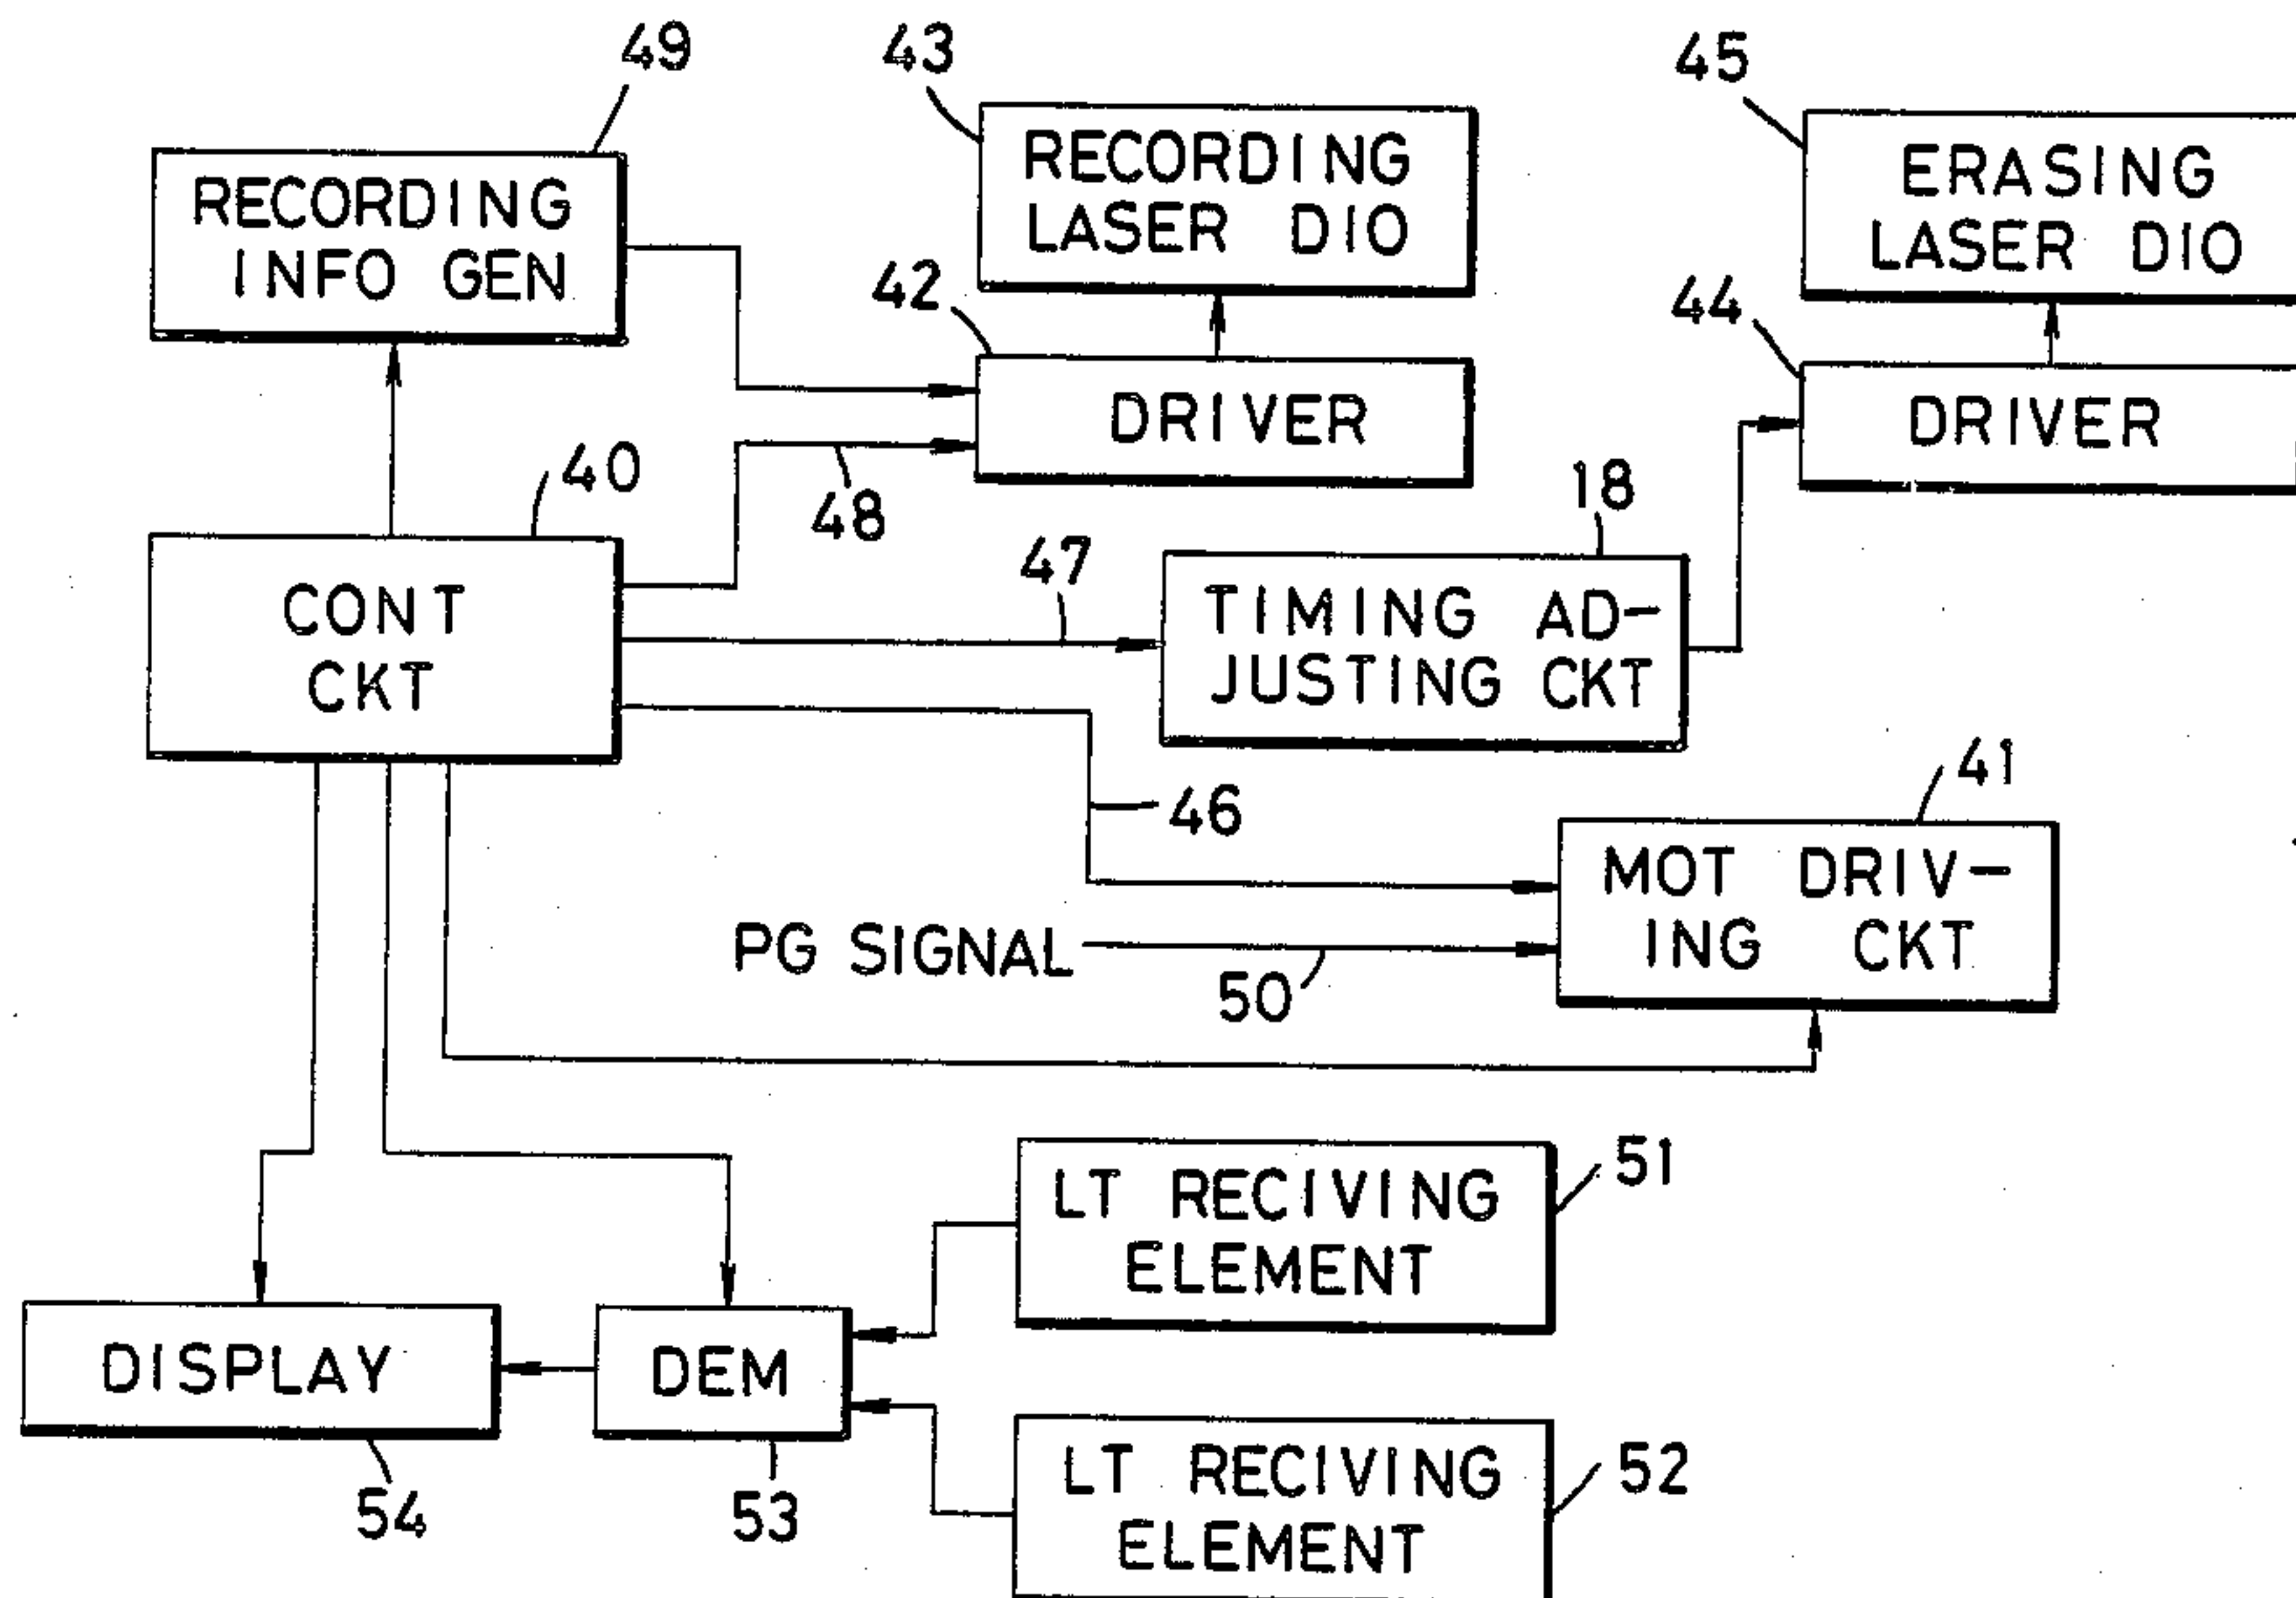 49
43
45
RECORDING
INFO GEN
RECORDING
LASER DIO
ERASING
LASER DIO
42
44
DRIVER
DRIVER
40
48
18
CONT
CKT
47
TIMING AD-
JUSTING CKT
46
41
MOT DRIV-
ING CKT
PG SIGNAL
50
51
LT RECIVING
ELEMENT
DISPLAY
DEM
54
53
52
LT RECIVING
ELEMENT